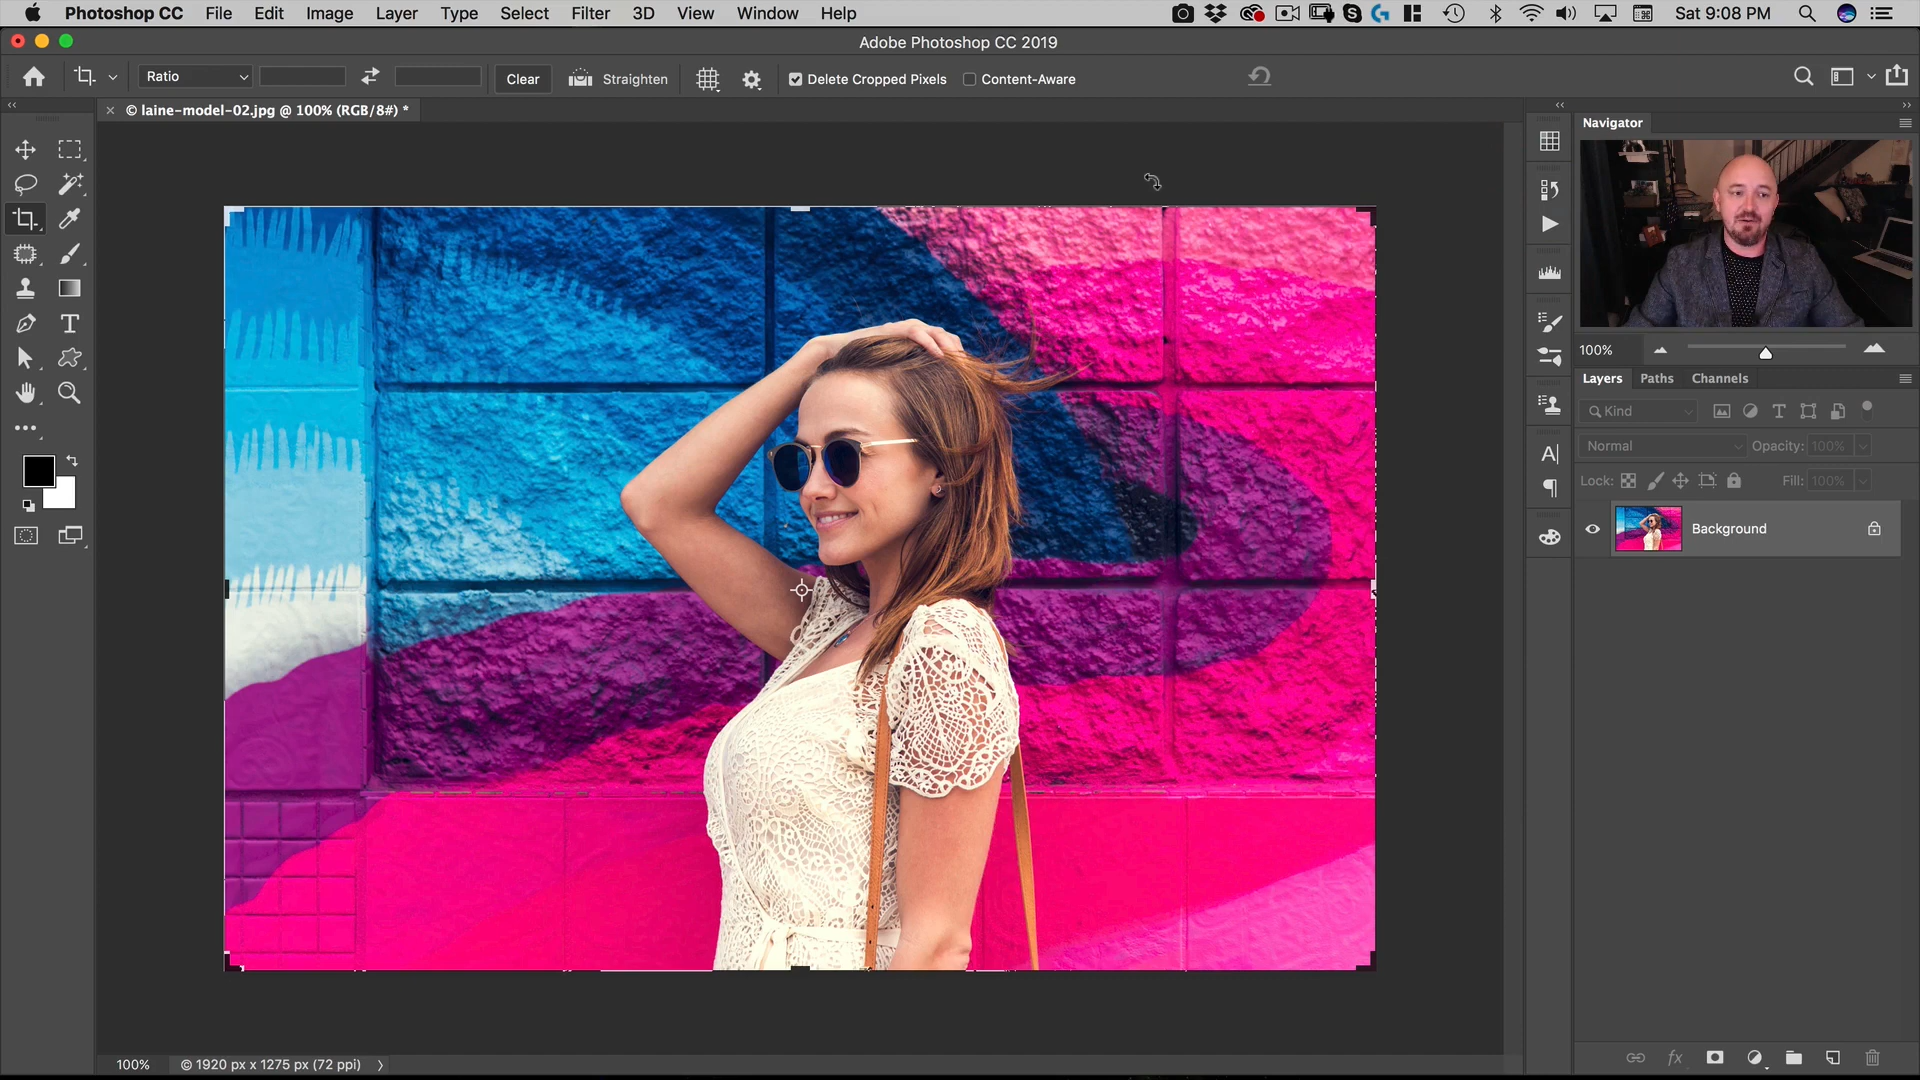 Photoshop CC File Edit Image Layer Type Select Filter 3D View Window Help Sat 9:08 PM
Adobe Photoshop CC 2019
Ratio Clear Straighten Delete Cropped Pixels Content-Aware
× © laine-model-02.jpg @ 100% (RGB/8#) *
Navigator
100%
Layers Paths Channels
Kind
Normal Opacity: 100%
Lock: Fill: 100%
Background
100% © 1920 px x 1275 px (72 ppi)